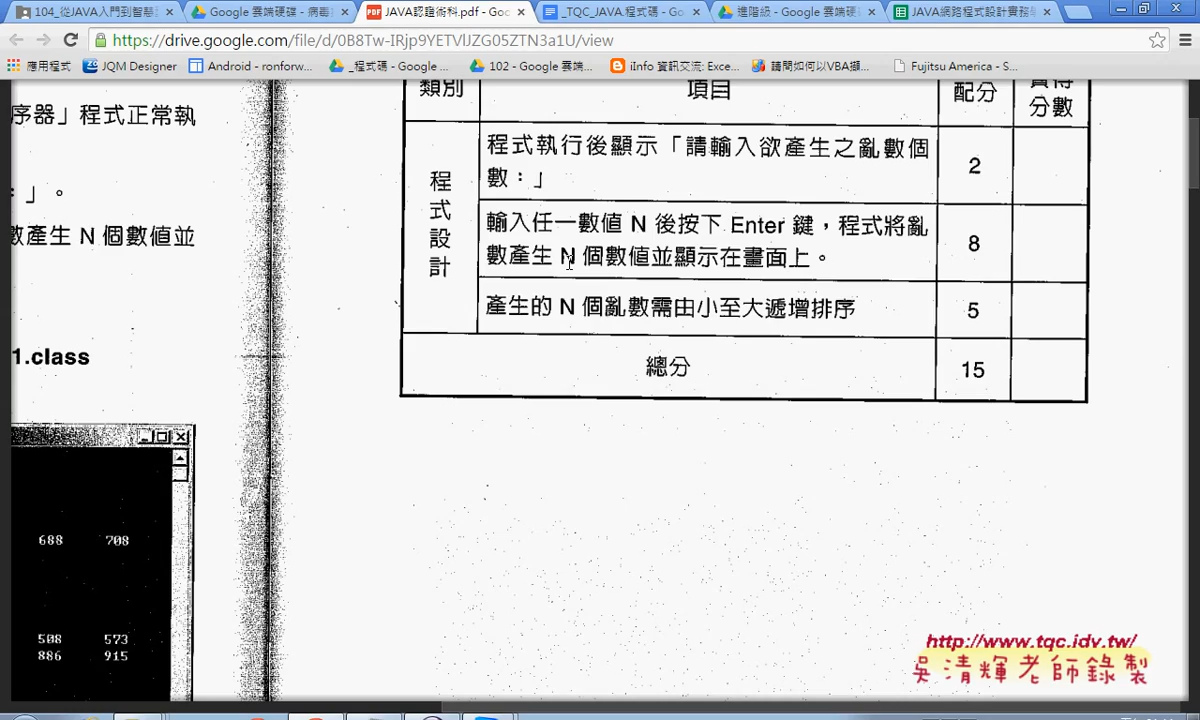 104_從JAVA入門到智慧
Google 雲端硬碟 - 病毒
JAVA認證術科.pdf - Goo
_TQC_JAVA.程式碼 - G
進階級 - Google 雲端硬
JAVA網路程式設計實務
https://drive.google.com/file/d/0B8Tw-IRjp9YETVlJZG05ZTN3a1U/view
應用程式
JQM Designer
Android - ronforw...
_程式碼 - Google ...
102 - Google 雲端...
iInfo 資訊交流: Exce...
請問如何以VBA擷...
Fujitsu America - S...
序器」程式正常執
:」。
數產生 N 個數值並
1.class
688 708
508 573
886 915
類別
項目
配分
實得
分數
程式設計
程式執行後顯示「請輸入欲產生之亂數個
數:」
2
輸入任一數值 N 後按下 Enter 鍵，程式將亂
數產生 N 個數值並顯示在畫面上。
8
產生的 N 個亂數需由小至大遞增排序
5
總分
15
http://www.tqc.idv.tw/
吳清輝老師錄製